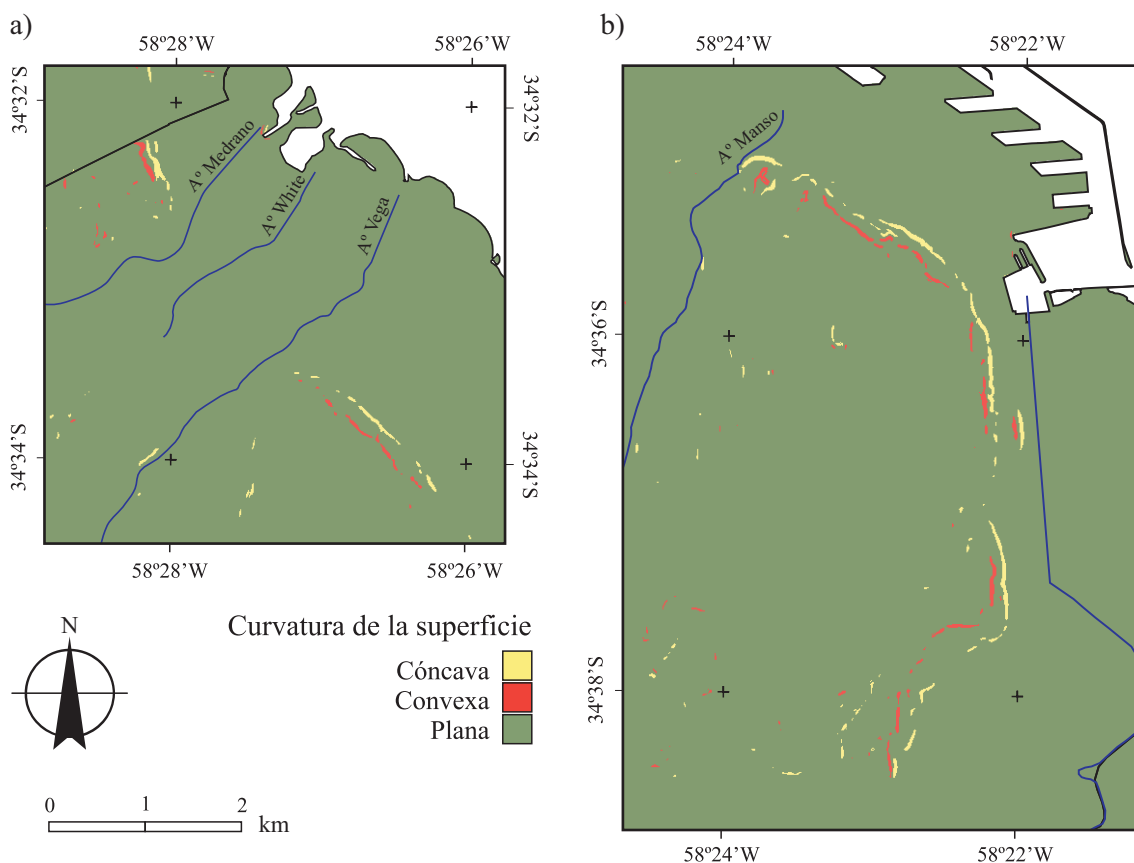 a)
58º28’W
58º26’W
34º32’S
34º32’S
Aº Medrano
Aº White
Aº Vega
34º34’S
34º34’S
58º28’W
58º26’W
N
Curvatura de la superficie
Cóncava
Convexa
Plana
0 1 2
km
b)
58º24’W
58º22’W
Aº Manso
34º36’S
34º38’S
58º24’W
58º22’W